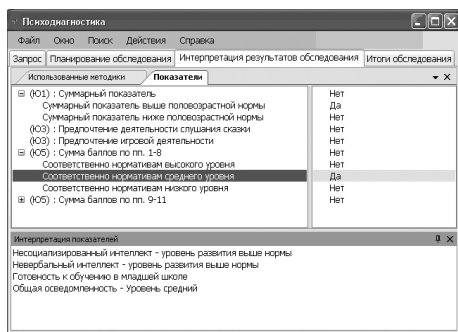 Психодиагностика
Файл Окно Поиск Действия Справка
Запрос Планирование обследования Интерпретация результатов обследования Итоги обследования
Использованные методики Показатели
(Ю1) : Суммарный показатель Нет
Суммарный показатель выше половозрастной нормы Да
Суммарный показатель ниже половозрастной нормы Нет
(Ю3) : Предпочтение деятельности слушания сказки Нет
(Ю3) : Предпочтение игровой деятельности Нет
(Ю5) : Сумма баллов по пп. 1-8 Нет
Соответственно нормативам высокого уровня Нет
Соответственно нормативам среднего уровня Да
Соответственно нормативам низкого уровня Нет
(Ю5) : Сумма баллов по пп. 9-11 Нет
Интерпретация показателей
Несоциализированный интеллект - уровень развития выше нормы
Невербальный интеллект - уровень развития выше нормы
Готовность к обучению в младшей школе
Общая осведомленность - Уровень средний